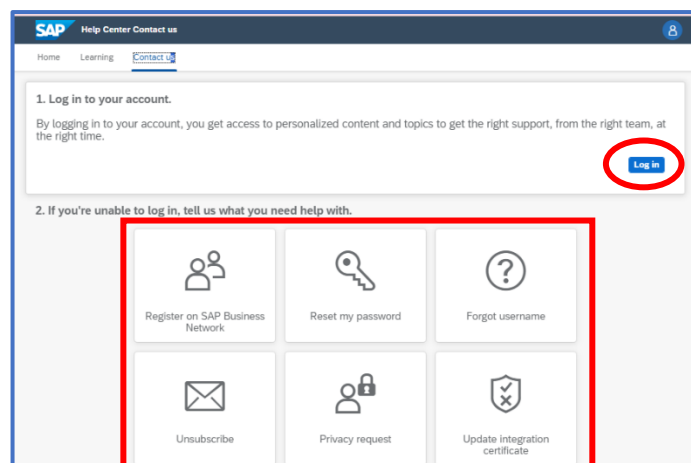 SAP Help Center Contact us
Home Learning Contact us
1. Log in to your account.
By logging in to your account, you get access to personalized content and topics to get the right support, from the right team, at
the right time.
Log in
2. If you're unable to log in, tell us what you need help with.
Register on SAP Business
Network
Reset my password
Forgot username
Unsubscribe
Privacy request
Update integration
certificate